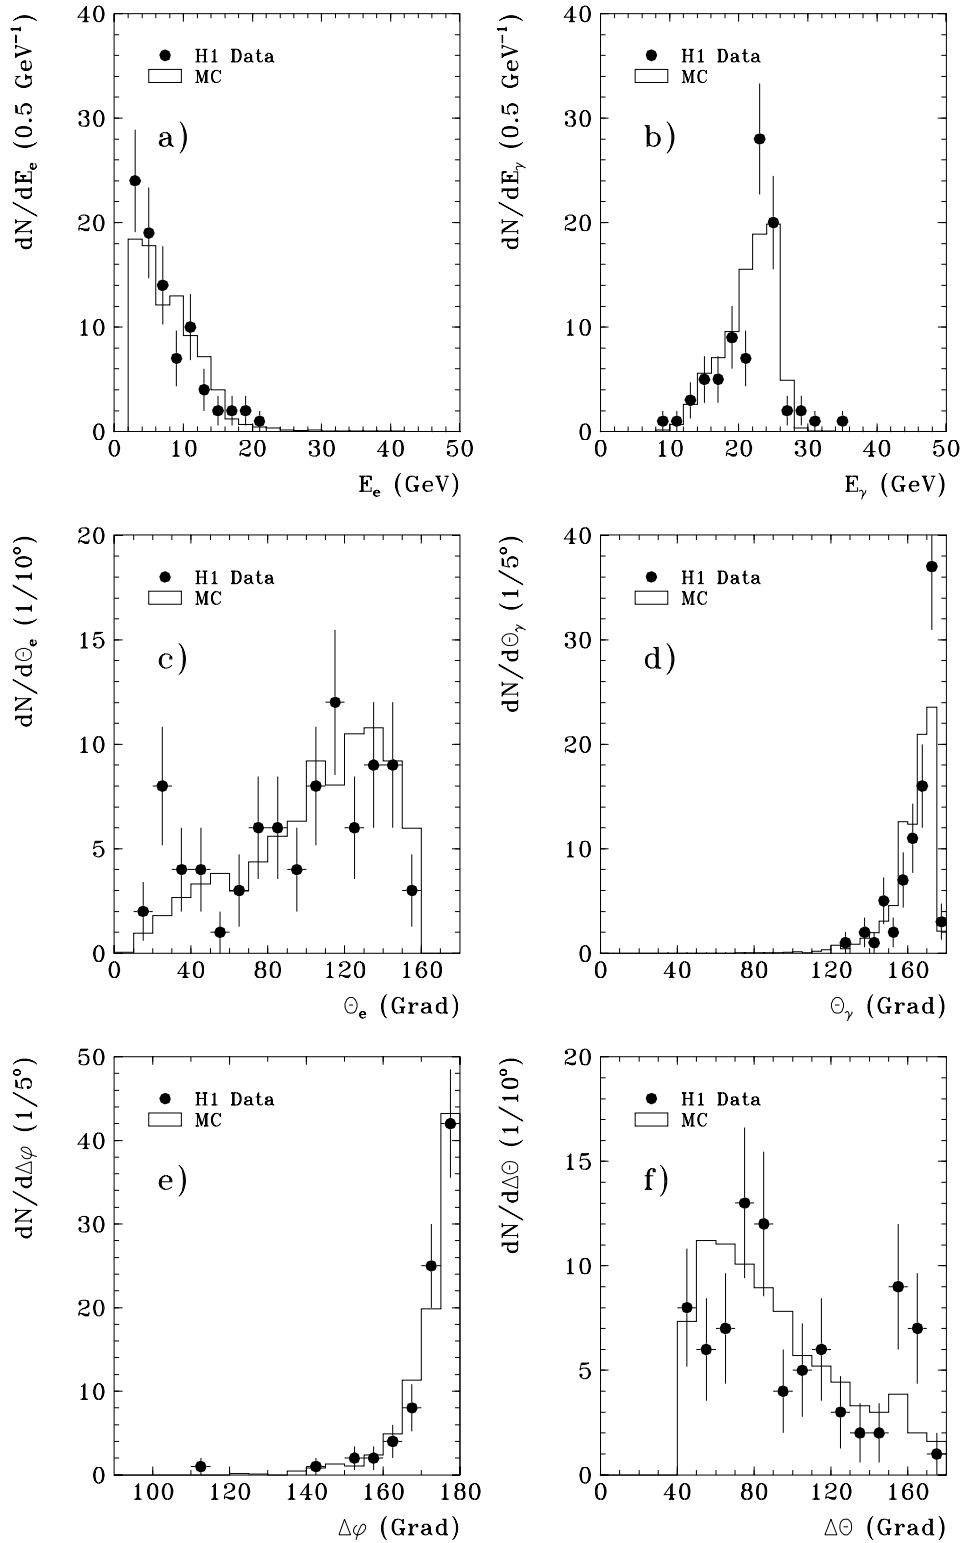 dN/dEₑ (0.5 GeV⁻¹)
40
30
20
10
0
H1 Data
MC
a)
0 10 20 30 40 50
Eₑ (GeV)
dN/dEᵧ (0.5 GeV⁻¹)
40
30
20
10
0
H1 Data
MC
b)
0 10 20 30 40 50
Eᵧ (GeV)
dN/dΘₑ (1/10°)
20
15
10
5
0
H1 Data
MC
c)
0 40 80 120 160
Θₑ (Grad)
dN/dΘᵧ (1/5°)
40
30
20
10
0
H1 Data
MC
d)
0 40 80 120 160
Θᵧ (Grad)
dN/dΔφ (1/5°)
50
40
30
20
10
0
H1 Data
MC
e)
100 120 140 160 180
Δφ (Grad)
dN/dΔΘ (1/10°)
20
15
10
5
0
H1 Data
MC
f)
0 40 80 120 160
ΔΘ (Grad)